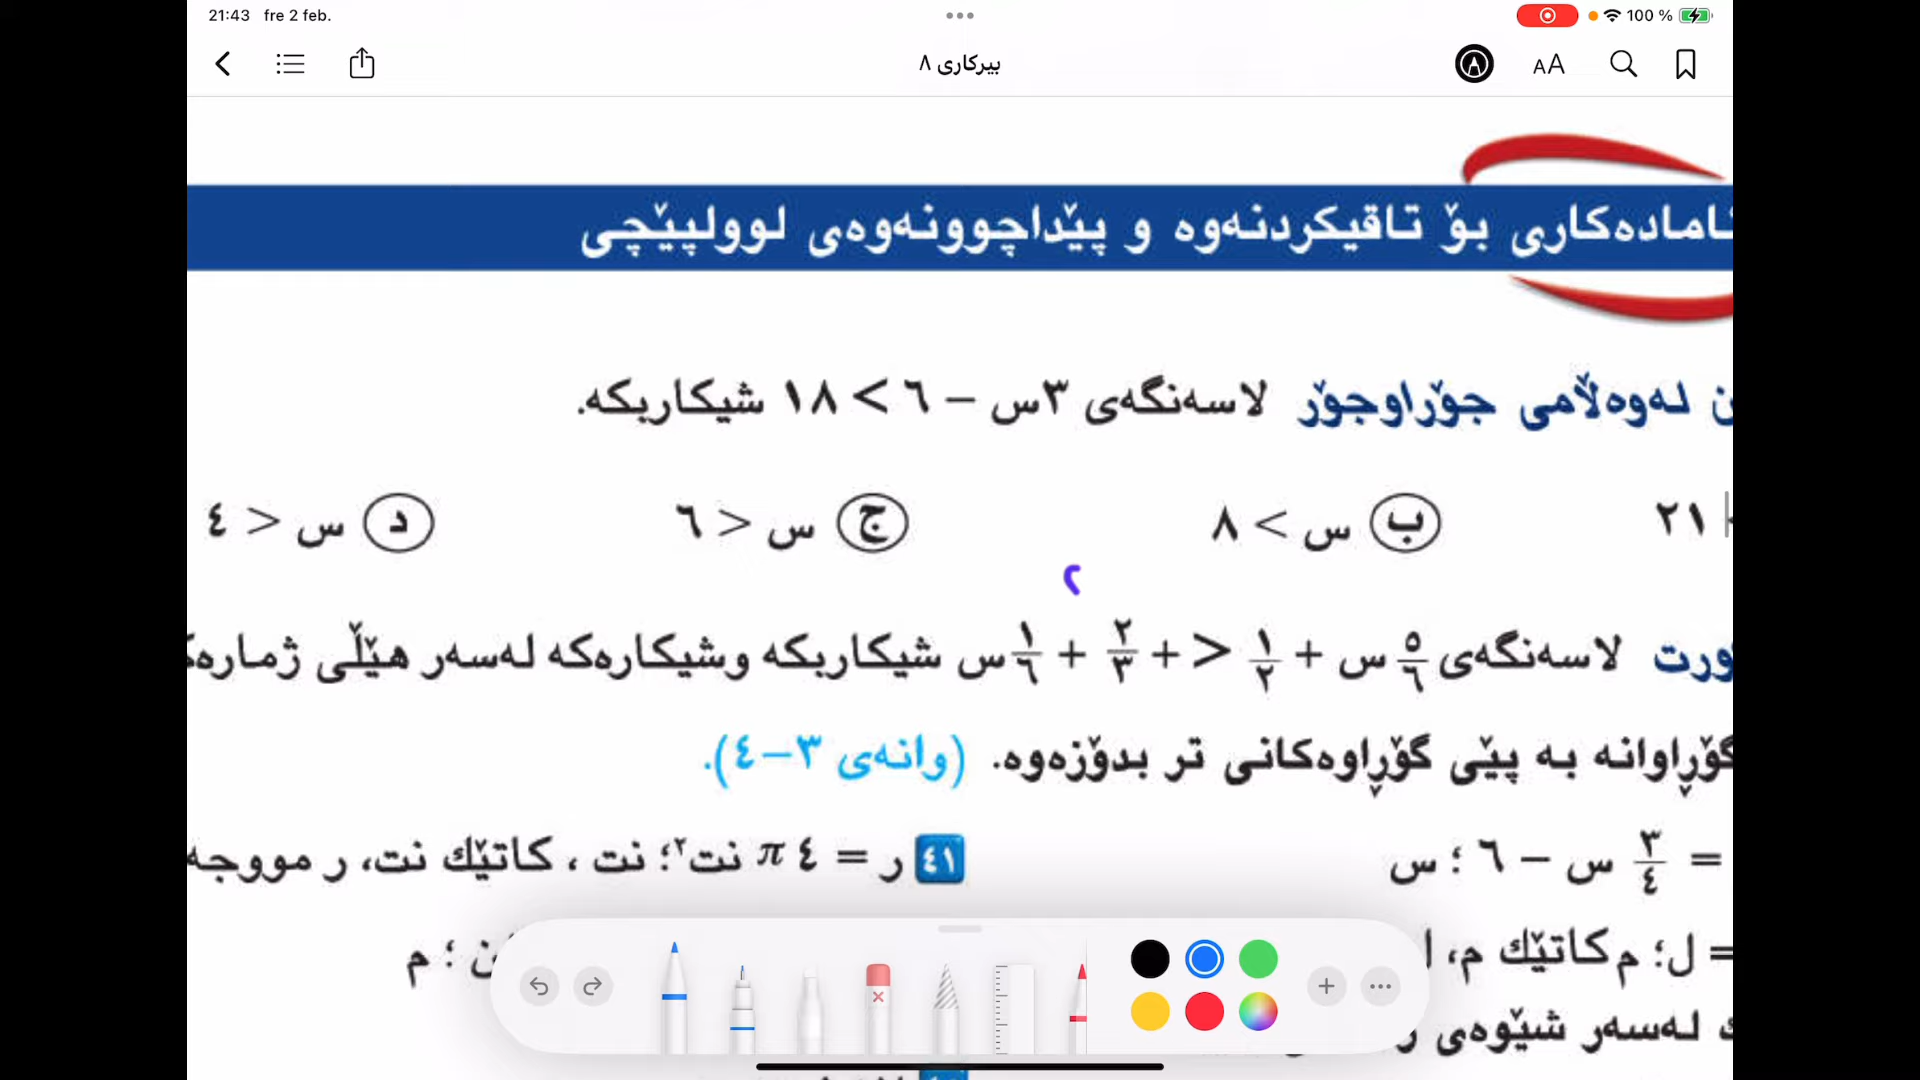 21:43 fre 2 feb.
100 %
بیرکاری ٨
AA
ئامادەکاری بۆ تاقیکردنەوە و پێداچوونەوەی لوولپێچی
ن لەوەڵامی جۆراوجۆر لاسەنگەی ٣س − ٦ < ١٨ شیکاربکە.
٢١ ب س > ٨ ج س < ٦ د س < ٤
٢
ورت لاسەنگەی ٥/٦ س + ١/٢ < + ٢/٣ + ١/٦ س شیکاربکە وشیکارەکە لەسەر هێڵی ژمارە
گۆڕاوانە بە پێی گۆڕاوەکانی تر بدۆزەوە. (وانەی ٣−٤).
= ٣/٤ س − ٦ ؛ س ٤١ ر = ٤ π نت٢؛ نت ، کاتێك نت، ر مووجە
= ل؛ م کاتێك م، ن ؛ م
لەسەر شێوەی